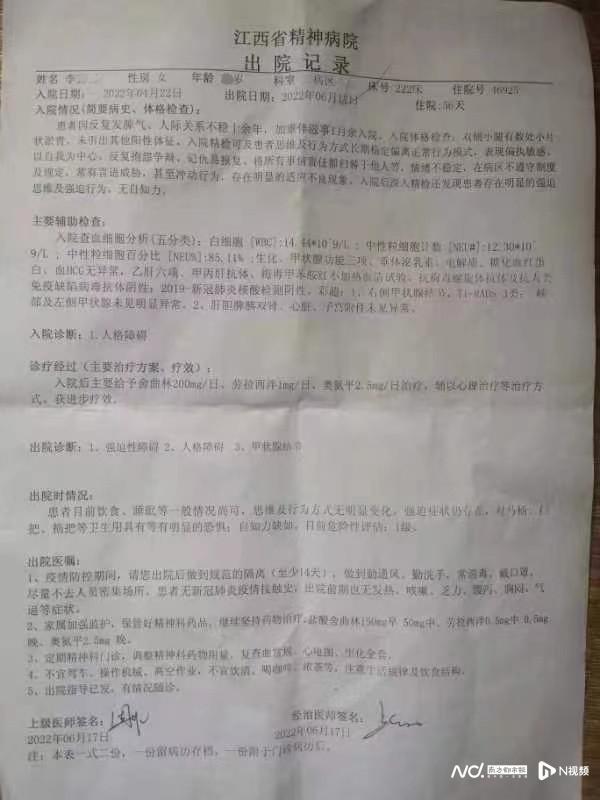 江西省精神病院
出院记录
姓名 李 性别 女 年龄 岁 科室 病区 床号 222床 住院号 46925
入院日期: 2022年04月22日 出院日期:2022年06月17日 住院:56天
入院情况(简要病史、体格检查):
患者因反复发脾气、人际关系不稳十余年,加重伴滋事1月余入院。入院体格检查:双侧小腿有数处小片
状淤青,未引出其他阳性体征。入院精检可及患者思维及行为方式长期稳定偏离正常行为模式,表现偏执敏感,
以自我为中心,反复抱怨争辩,记仇易报复,将所有事情责任都归咎于他人等,情绪不稳定,在病区不遵守制度
及规定,常有言语威胁,甚至冲动行为,存在明显的适应不良现象。入院后深入精检还发现患者存在明显的强迫
思维及强迫行为,无自知力。
主要辅助检查:
入院查血细胞分析(五分类):白细胞 [WBC]:14.44*10^9/L;中性粒细胞计数 [NEU#]:12.30*10^
9/L;中性粒细胞百分比 [NEU%]:85.14%;生化、甲状腺功能三项、垂体泌乳素、电解质、糖化血红蛋
白、血HCG无异常,乙肝六项、甲丙肝抗体、梅毒甲苯胺红不加热血清试验、抗梅毒螺旋体抗体及抗人类
免疫缺陷病毒抗体阴性;2019-新冠肺炎核酸检测阴性。彩超:1、右侧甲状腺结节,TI-RADS 3类; 峡
部及左侧甲状腺未见明显异常。2、肝胆胰脾双肾、心脏、子宫附件未见异常。
入院诊断:1.人格障碍
诊疗经过(主要治疗方案、疗效):
入院后主要给予舍曲林200mg/日、劳拉西泮1mg/日、奥氮平2.5mg/日治疗,辅以心理治疗等治疗方
式,获进步疗效。
出院诊断:1、强迫性障碍 2、人格障碍 3、甲状腺结节
出院时情况:
患者目前饮食、睡眠等一般情况尚可,思维及行为方式无明显变化,强迫症状仍存在,对马桶、
把、拖把等卫生用具有等有明显的恐惧;自知力缺如。目前危险性评估:1级。
出院医嘱:
1、疫情防控期间,请您出院后做到规范的隔离(至少14天),做到勤通风、勤洗手、常消毒、戴口罩,
尽量不去人员密集场所。患者无新冠肺炎疫情接触史,出院前期也无发热、咳嗽、乏力、腹泻、胸闷、气
逼等症状。
2、家属加强监护,保管好精神科药品,继续坚持药物治疗,盐酸舍曲林150mg早 50mg中、劳拉西泮0.5mg中 0.5mg
晚、奥氮平2.5mg 晚。
3、定期精神科门诊,调整精神科药物用量,复查血常规、心电图、生化全套。
4、不宜驾车、操作机械、高空作业,不宜饮酒、喝咖啡、浓茶等,注意生活规律及饮食结构。
5、出院指导已发,有情况随诊。
上级医师签名: 经治医师签名:
2022年06月17日 2022年06月17日
注:本表一式二份,一份留病历存档,一份附于门诊病历后。
南方都市报 N视频